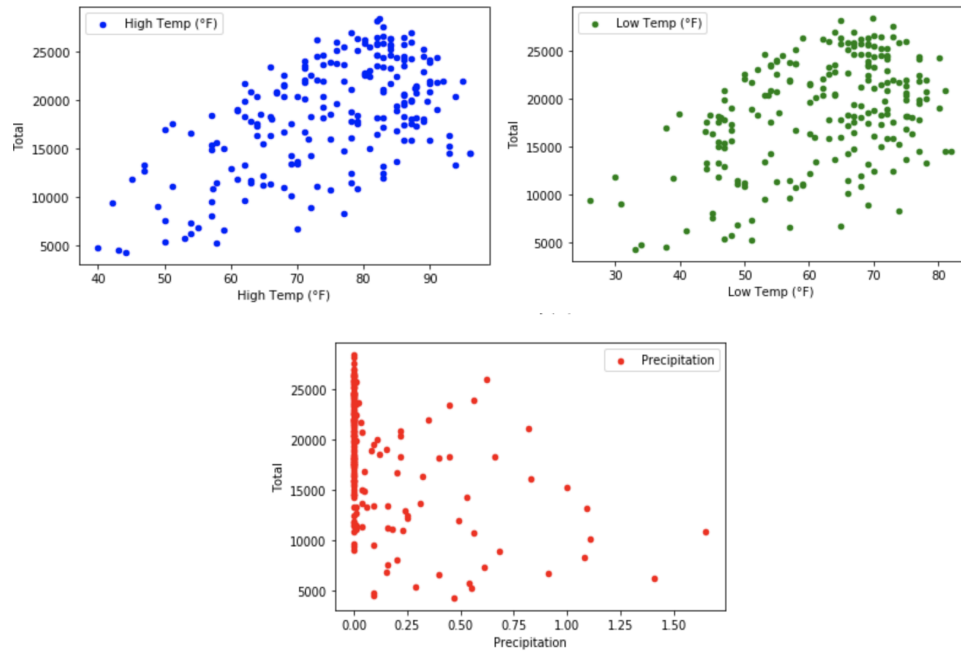 High Temp (°F)
Total
25000
20000
15000
10000
5000
40 50 60 70 80 90
High Temp (°F)
Low Temp (°F)
Total
25000
20000
15000
10000
5000
30 40 50 60 70 80
Low Temp (°F)
Precipitation
Total
25000
20000
15000
10000
5000
0.00 0.25 0.50 0.75 1.00 1.25 1.50
Precipitation